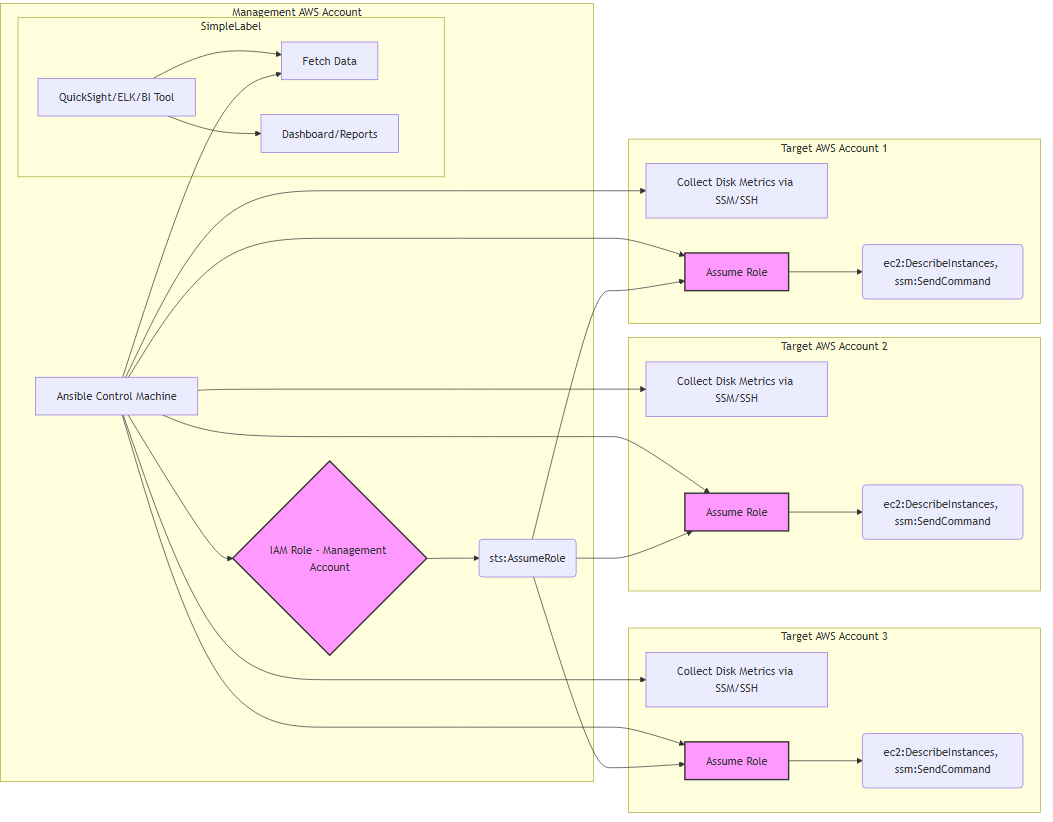 Management AWS Account
SimpleLabel
Fetch Data
QuickSight/ELK/BI Tool
Dashboard/Reports
Ansible Control Machine
IAM Role - Management
Account
sts:AssumeRole
Target AWS Account 1
Collect Disk Metrics via
SSM/SSH
Assume Role
ec2:DescribeInstances,
ssm:SendCommand
Target AWS Account 2
Collect Disk Metrics via
SSM/SSH
Assume Role
ec2:DescribeInstances,
ssm:SendCommand
Target AWS Account 3
Collect Disk Metrics via
SSM/SSH
Assume Role
ec2:DescribeInstances,
ssm:SendCommand